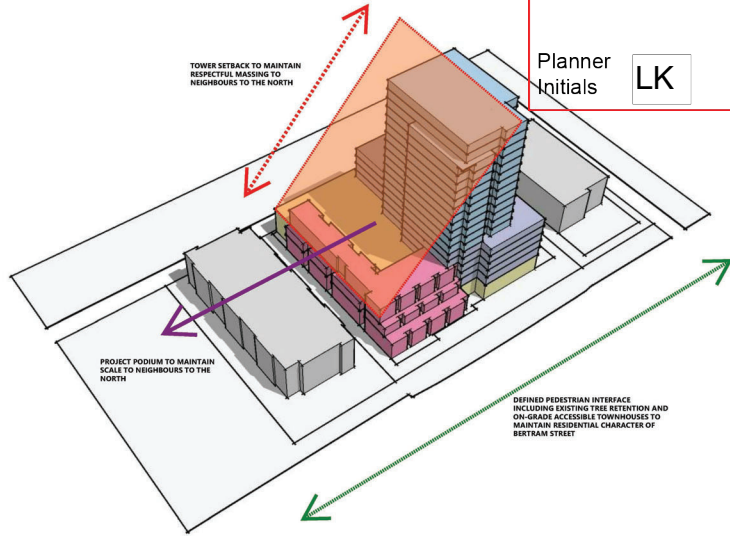 TOWER SETBACK TO MAINTAIN
RESPECTFUL MASSING TO
NEIGHBOURS TO THE NORTH
Planner
Initials
LK
PROJECT PODIUM TO MAINTAIN
SCALE TO NEIGHBOURS TO THE
NORTH
DEFINED PEDESTRIAN INTERFACE
INCLUDING EXISTING TREE RETENTION AND
ON-GRADE ACCESSIBLE TOWNHOUSES TO
MAINTAIN RESIDENTIAL CHARACTER OF
BERTRAM STREET